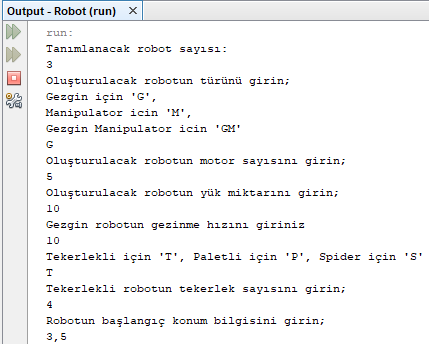 Output - Robot (run)
run:
Tanımlanacak robot sayısı:
3
Oluşturulacak robotun türünü girin;
Gezgin için 'G',
Manipulator icin 'M',
Gezgin Manipulator icin 'GM'
G
Oluşturulacak robotun motor sayısını girin;
5
Oluşturulacak robotun yük miktarını girin;
10
Gezgin robotun gezinme hızını giriniz
10
Tekerlekli için 'T', Paletli için 'P', Spider için 'S'
T
Tekerlekli robotun tekerlek sayısını girin;
4
Robotun başlangıç konum bilgisini girin;
3,5